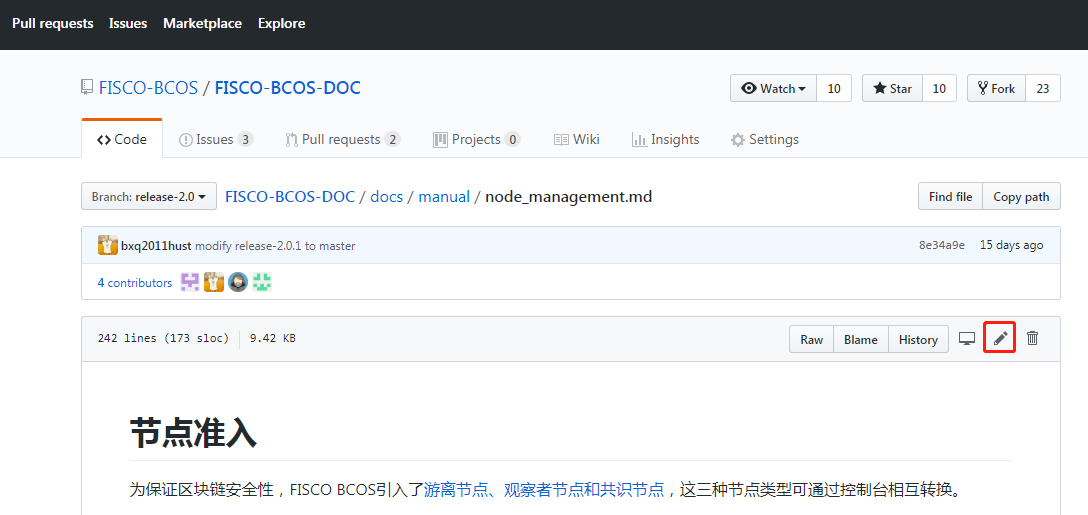 Pull requests Issues Marketplace Explore
FISCO-BCOS / FISCO-BCOS-DOC Watch 10 Star 10 Fork 23
Code Issues 3 Pull requests 2 Projects 0 Wiki Insights Settings
Branch: release-2.0 FISCO-BCOS-DOC / docs / manual / node_management.md Find file Copy path
bxq2011hust modify release-2.0.1 to master 8e34a9e 15 days ago
4 contributors
242 lines (173 sloc) 9.42 KB Raw Blame History
节点准入
为保证区块链安全性，FISCO BCOS引入了游离节点、观察者节点和共识节点，这三种节点类型可通过控制台相互转换。